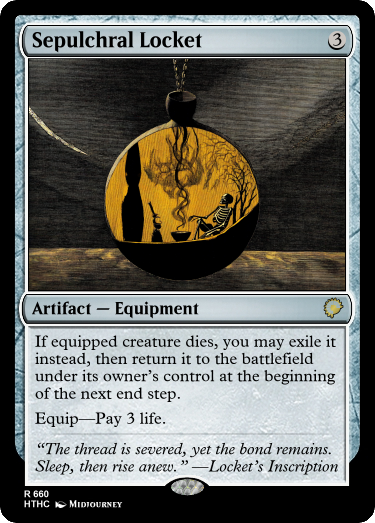 Sepulchral Locket 3
Artifact — Equipment
If equipped creature dies, you may exile it
instead, then return it to the battlefield
under its owner's control at the beginning
of the next end step.
Equip—Pay 3 life.
“The thread is severed, yet the bond remains.
Sleep, then rise anew.” —Locket's Inscription
R 660
HTHC MIDJOURNEY